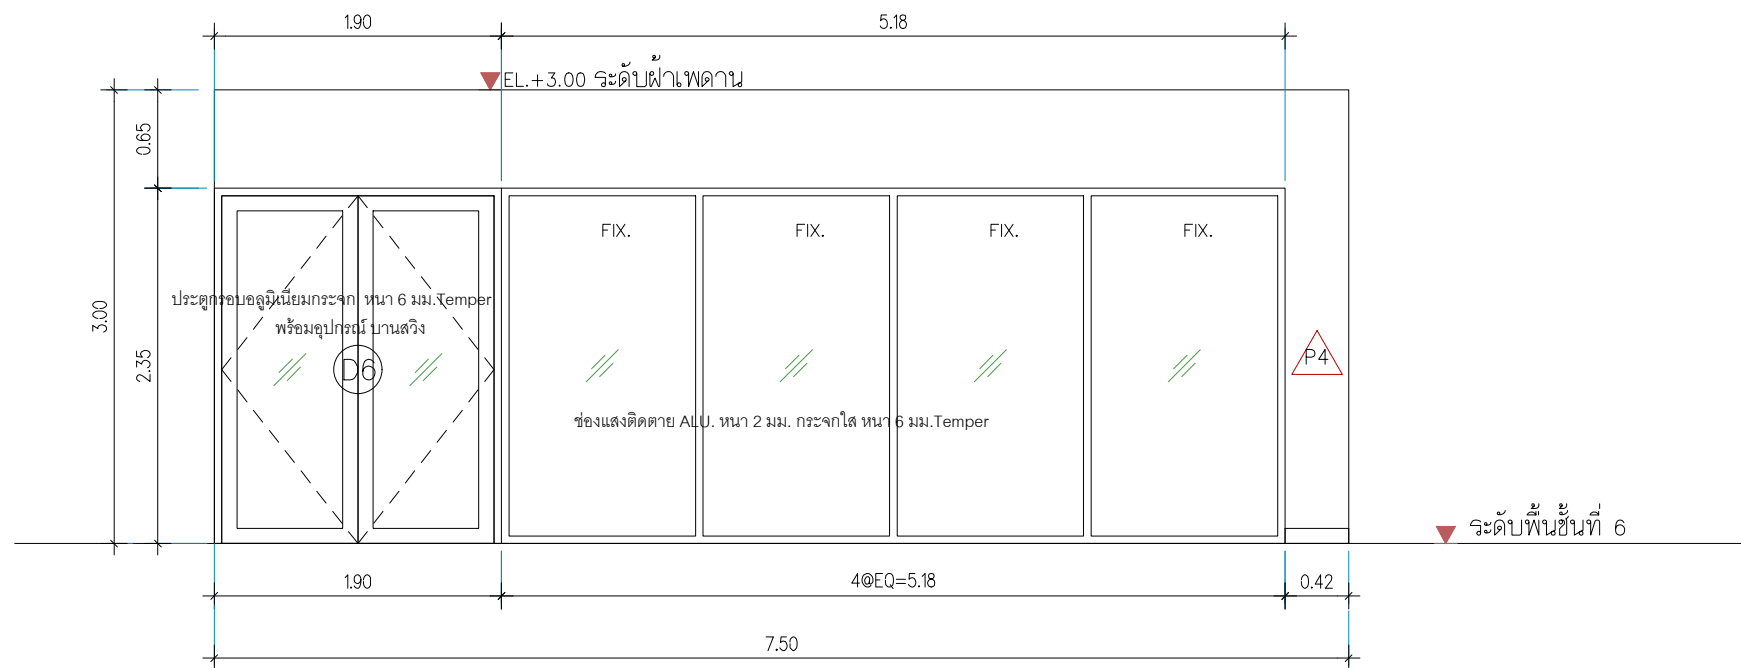 1.90
5.18
EL.+3.00 ระดับฝ้าเพดาน
0.65
FIX.
FIX.
FIX.
FIX.
ประตูกรอบอลูมิเนียมกระจก หนา 6 มม.Temper
พร้อมอุปกรณ์ บานสวิง
3.00
2.35
D6
P4
ช่องแสงติดตาย ALU. หนา 2 มม. กระจกใส หนา 6 มม.Temper
ระดับพื้นชั้นที่ 6
1.90
4@EQ=5.18
0.42
7.50